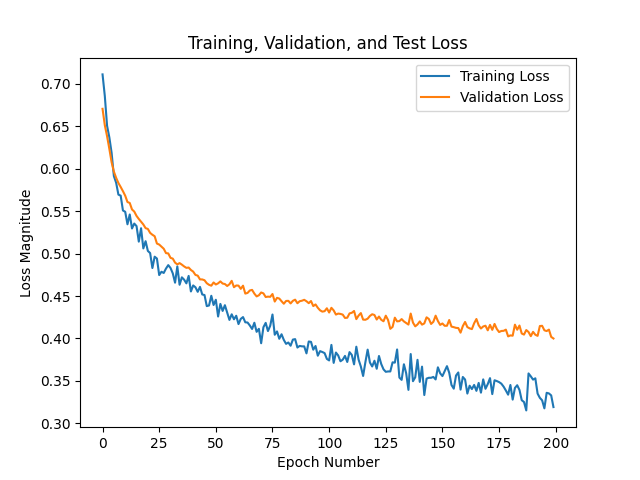 Training, Validation, and Test Loss
Training Loss
Validation Loss
Loss Magnitude
0.70
0.65
0.60
0.55
0.50
0.45
0.40
0.35
0.30
0 25 50 75 100 125 150 175 200
Epoch Number